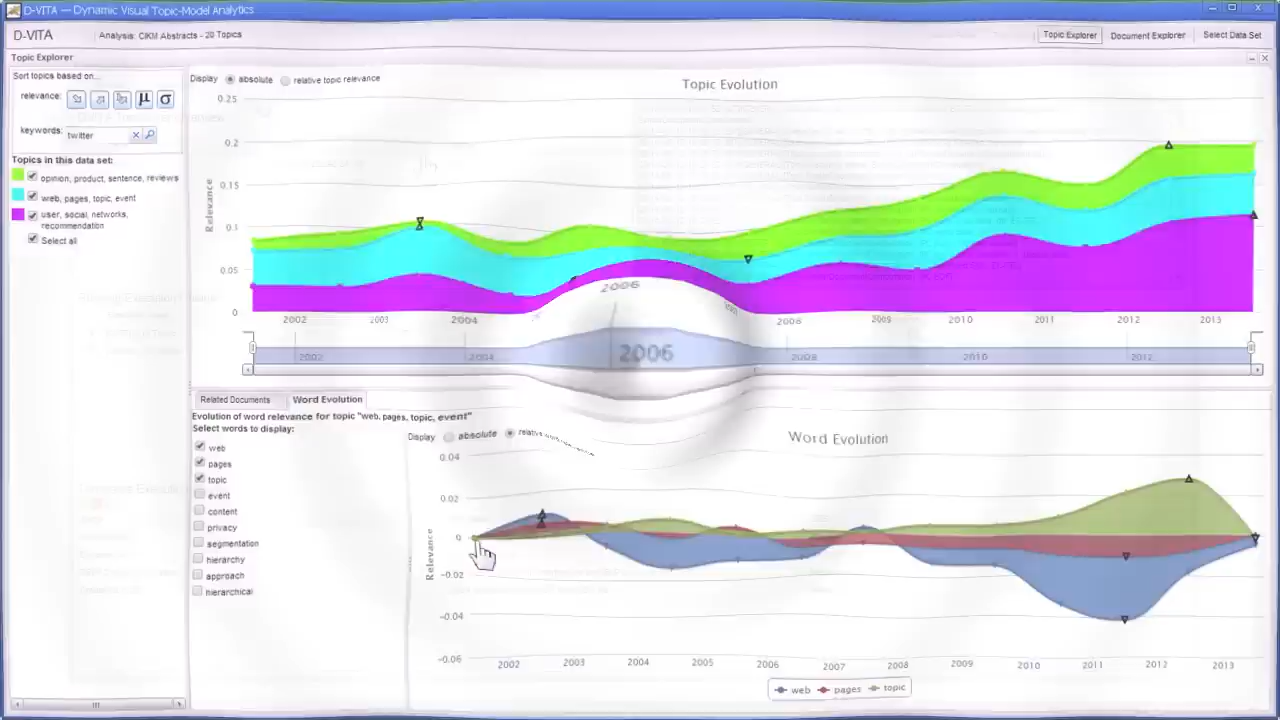 D-VITA — Dynamic Visual Topic-Model Analytics
D-VITA Analysis: CIKM Abstracts - 20 Topics Topic Explorer Document Explorer Select Data Set
Topic Explorer
Sort topics based on...
relevance: μ σ
keywords: twitter
Topics in this data set:
opinion, product, sentence, reviews
web, pages, topic, event
user, social, networks,
recommendation
Select all
Display absolute relative topic relevance
Topic Evolution
Relevance
0.25
0.2
0.15
0.1
0.05
0
2002 2003 2004 2006 2008 2009 2010 2011 2012 2013
2002 2004 2006 2008 2010 2012
Related Documents Word Evolution
Evolution of word relevance for topic "web, pages, topic, event"
Select words to display:
web
pages
topic
event
content
privacy
segmentation
hierarchy
approach
hierarchical
Display absolute relative
Word Evolution
Relevance
0.04
0.02
0
-0.02
-0.04
-0.06
2002 2003 2004 2005 2006 2007 2008 2009 2010 2011 2012 2013
web pages topic